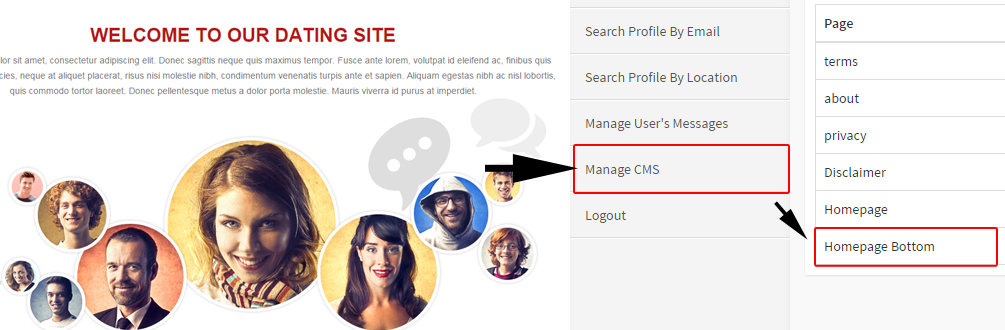 WELCOME TO OUR DATING SITE
lor sit amet, consectetur adipiscing elit. Donec sagittis neque quis maximus tempor. Fusce ante lorem, volutpat id eleifend ac, finibus quis
cies, neque at aliquet placerat, risus nisi molestie nibh, condimentum venenatis turpis ante et sapien. Aliquam egestas nibh ac nisl lobortis,
quis commodo tortor laoreet. Donec pellentesque metus a dolor porta molestie. Mauris viverra id purus at imperdiet.
Search Profile By Email
Search Profile By Location
Manage User's Messages
Manage CMS
Logout
Page
terms
about
privacy
Disclaimer
Homepage
Homepage Bottom